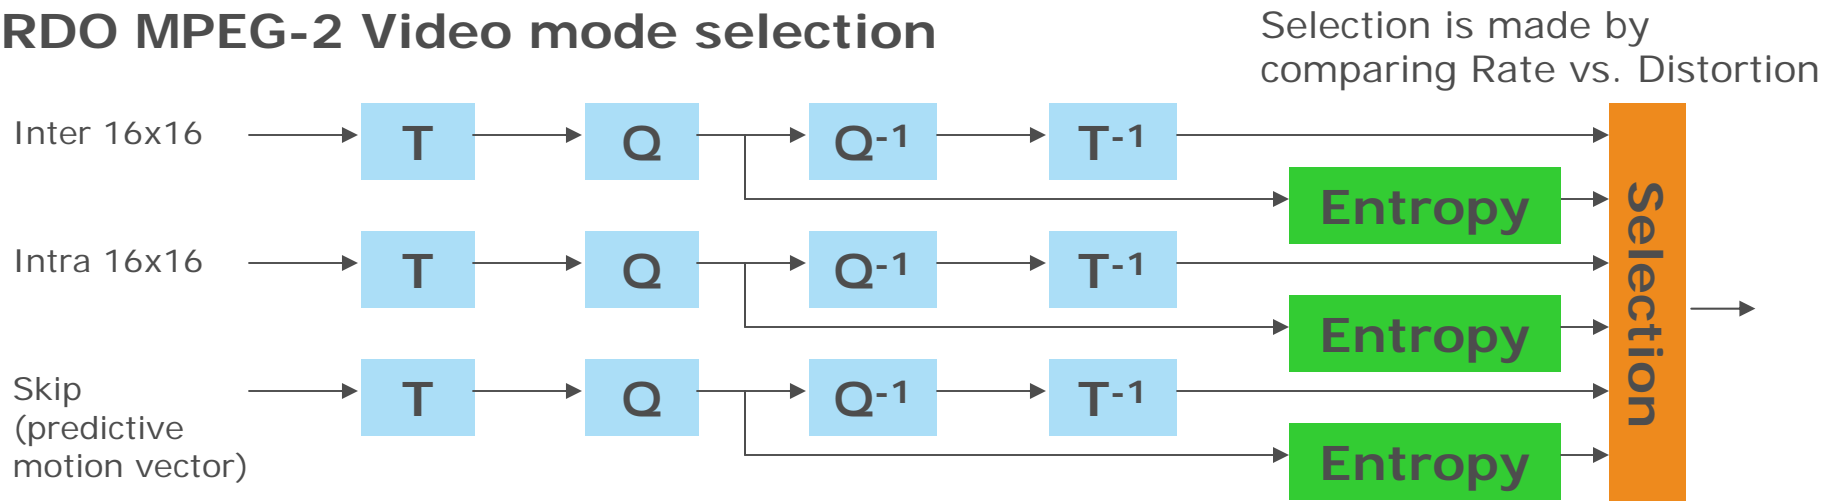 RDO MPEG-2 Video mode selection
Selection is made by
comparing Rate vs. Distortion
Inter 16x16
T
Q
Q-1
T-1
Entropy
Intra 16x16
T
Q
Q-1
T-1
Entropy
Skip
(predictive
motion vector)
T
Q
Q-1
T-1
Entropy
Selection